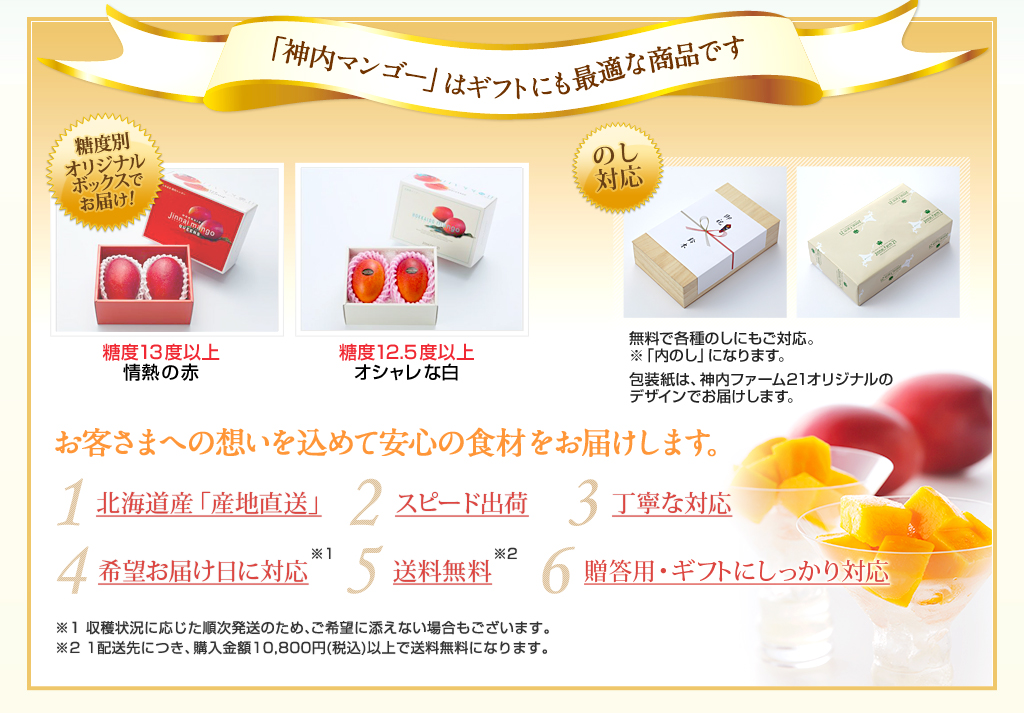 「神内マンゴー」はギフトにも最適な商品です
糖度別
オリジナル
ボックスで
お届け!
Jinnai mango
糖度13度以上
情熱の赤
糖度12.5度以上
オシャレな白
のし
対応
無料で各種のしにもご対応。
※「内のし」になります。
包装紙は、神内ファーム21オリジナルの
デザインでお届けします。
お客さまへの想いを込めて安心の食材をお届けします。
1 北海道産「産地直送」
2 スピード出荷
3 丁寧な対応
4 希望お届け日に対応※1
5 送料無料※2
6 贈答用・ギフトにしっかり対応
※1 収穫状況に応じた順次発送のため、ご希望に添えない場合もございます。
※2 1配送先につき、購入金額10,800円(税込)以上で送料無料になります。